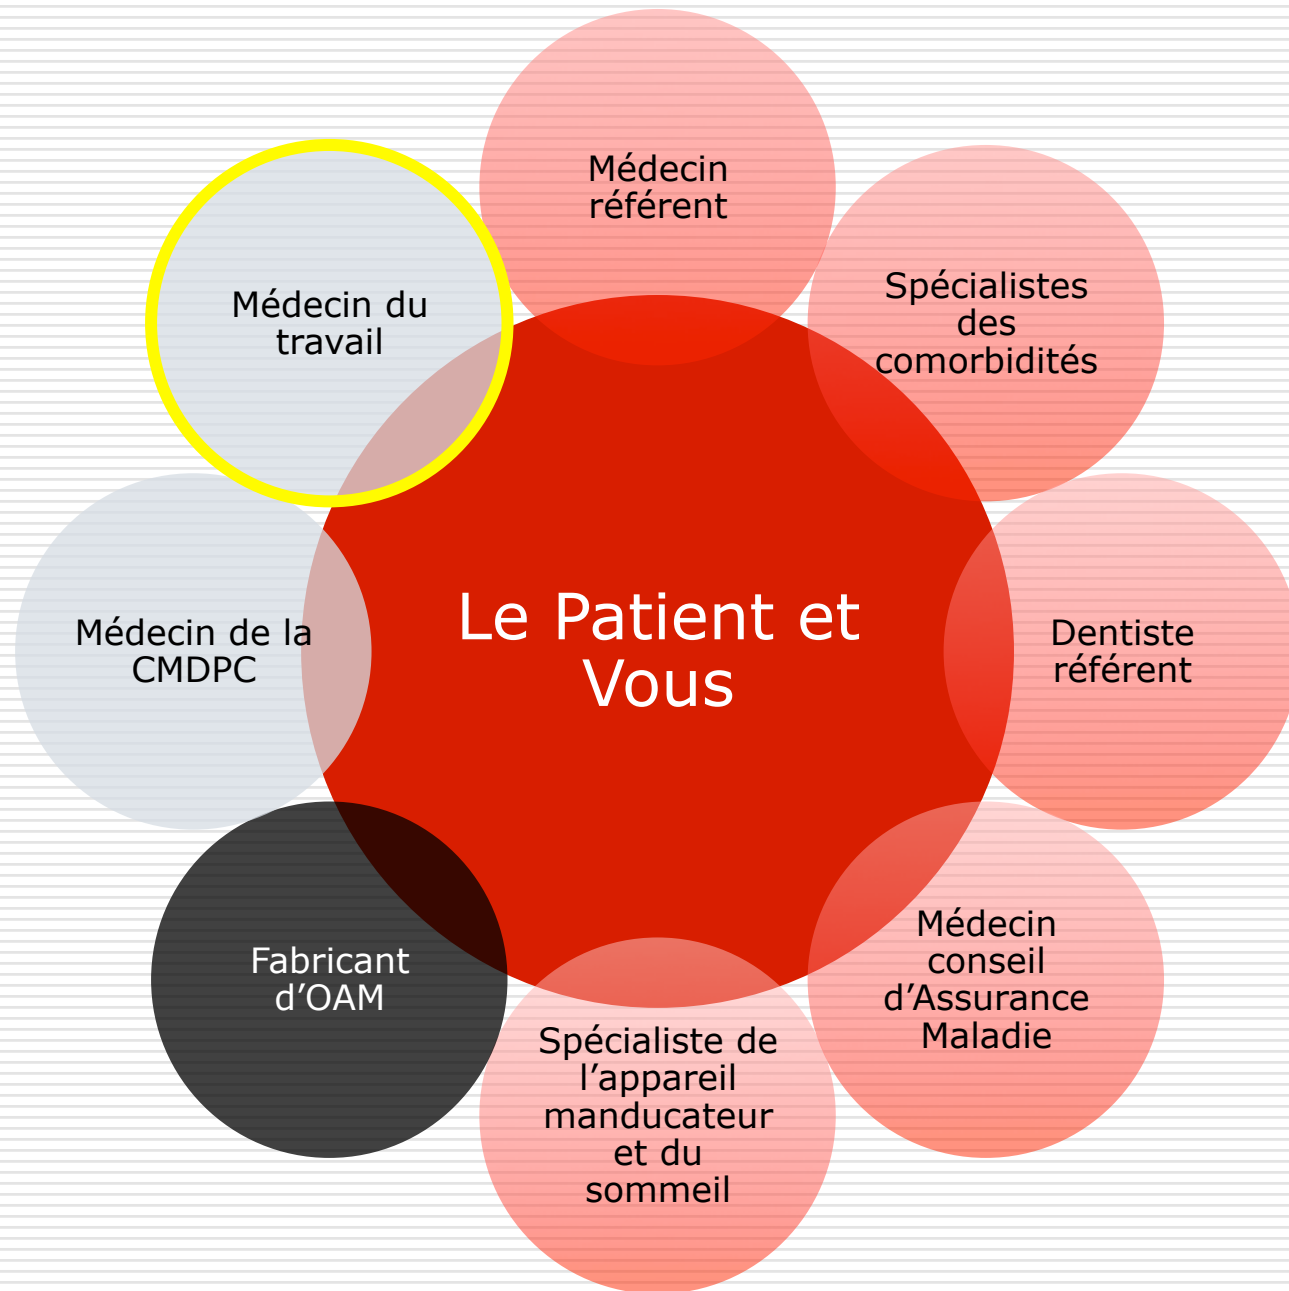 Médecin
référent
Spécialistes
des
comorbidités
Médecin du
travail
Le Patient et
Vous
Médecin de la
CMDPC
Dentiste
référent
Fabricant
d’OAM
Médecin
conseil
d’Assurance
Maladie
Spécialiste de
l’appareil
manducateur
et du
sommeil